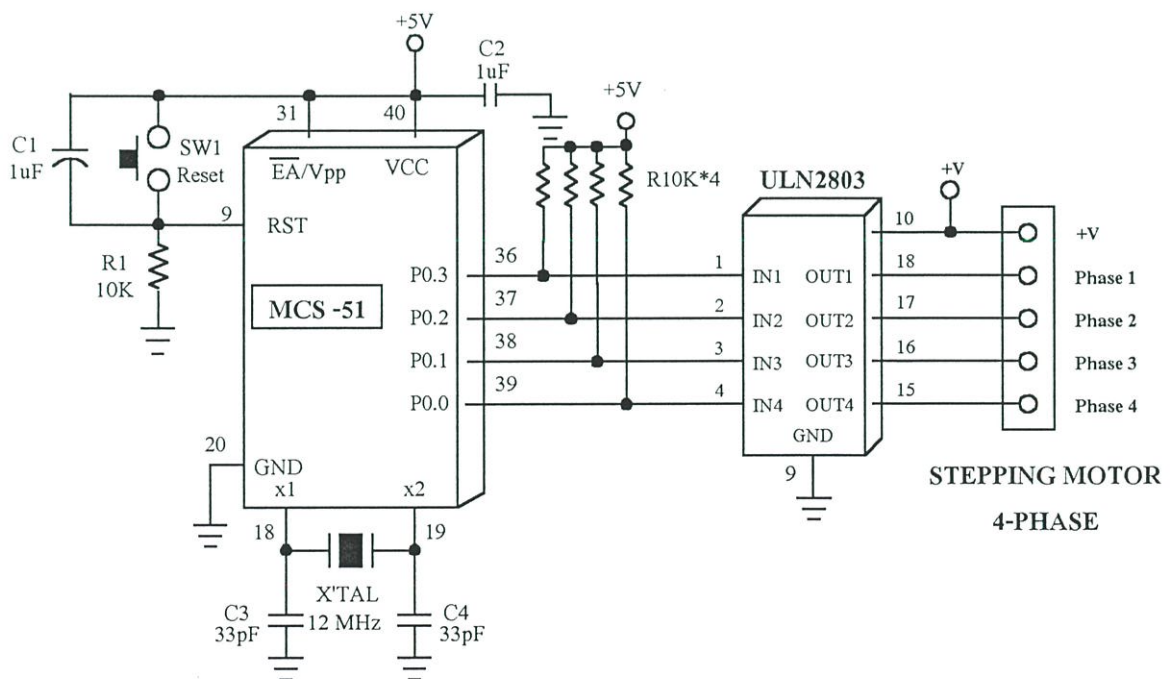 +5V
C2
1uF
+5V
31
40
C1
1uF
SW1
Reset
EA/Vpp
VCC
R10K*4
ULN2803
+V
9
RST
10
+V
R1
10K
36
P0.3
1
IN1
OUT1
18
Phase 1
MCS -51
37
P0.2
2
IN2
OUT2
17
Phase 2
38
P0.1
3
IN3
OUT3
16
Phase 3
39
P0.0
4
IN4
OUT4
15
Phase 4
GND
9
20
GND
x1
x2
18
19
STEPPING MOTOR
4-PHASE
X'TAL
12 MHz
C3
33pF
C4
33pF